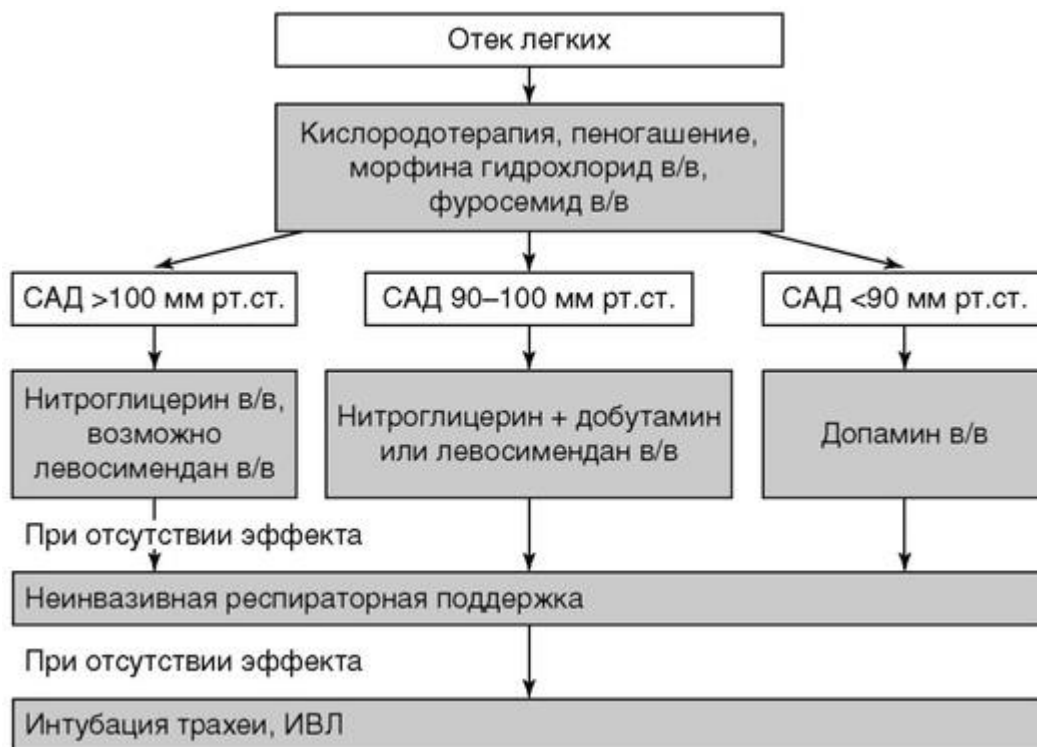 Отек легких
Кислородотерапия, пеногашение,
морфина гидрохлорид в/в,
фуросемид в/в
САД >100 мм рт.ст.
САД 90–100 мм рт.ст.
САД <90 мм рт.ст.
Нитроглицерин в/в,
возможно
левосимендан в/в
Нитроглицерин + добутамин
или левосимендан в/в
Допамин в/в
При отсутствии эффекта
Неинвазивная респираторная поддержка
При отсутствии эффекта
Интубация трахеи, ИВЛ